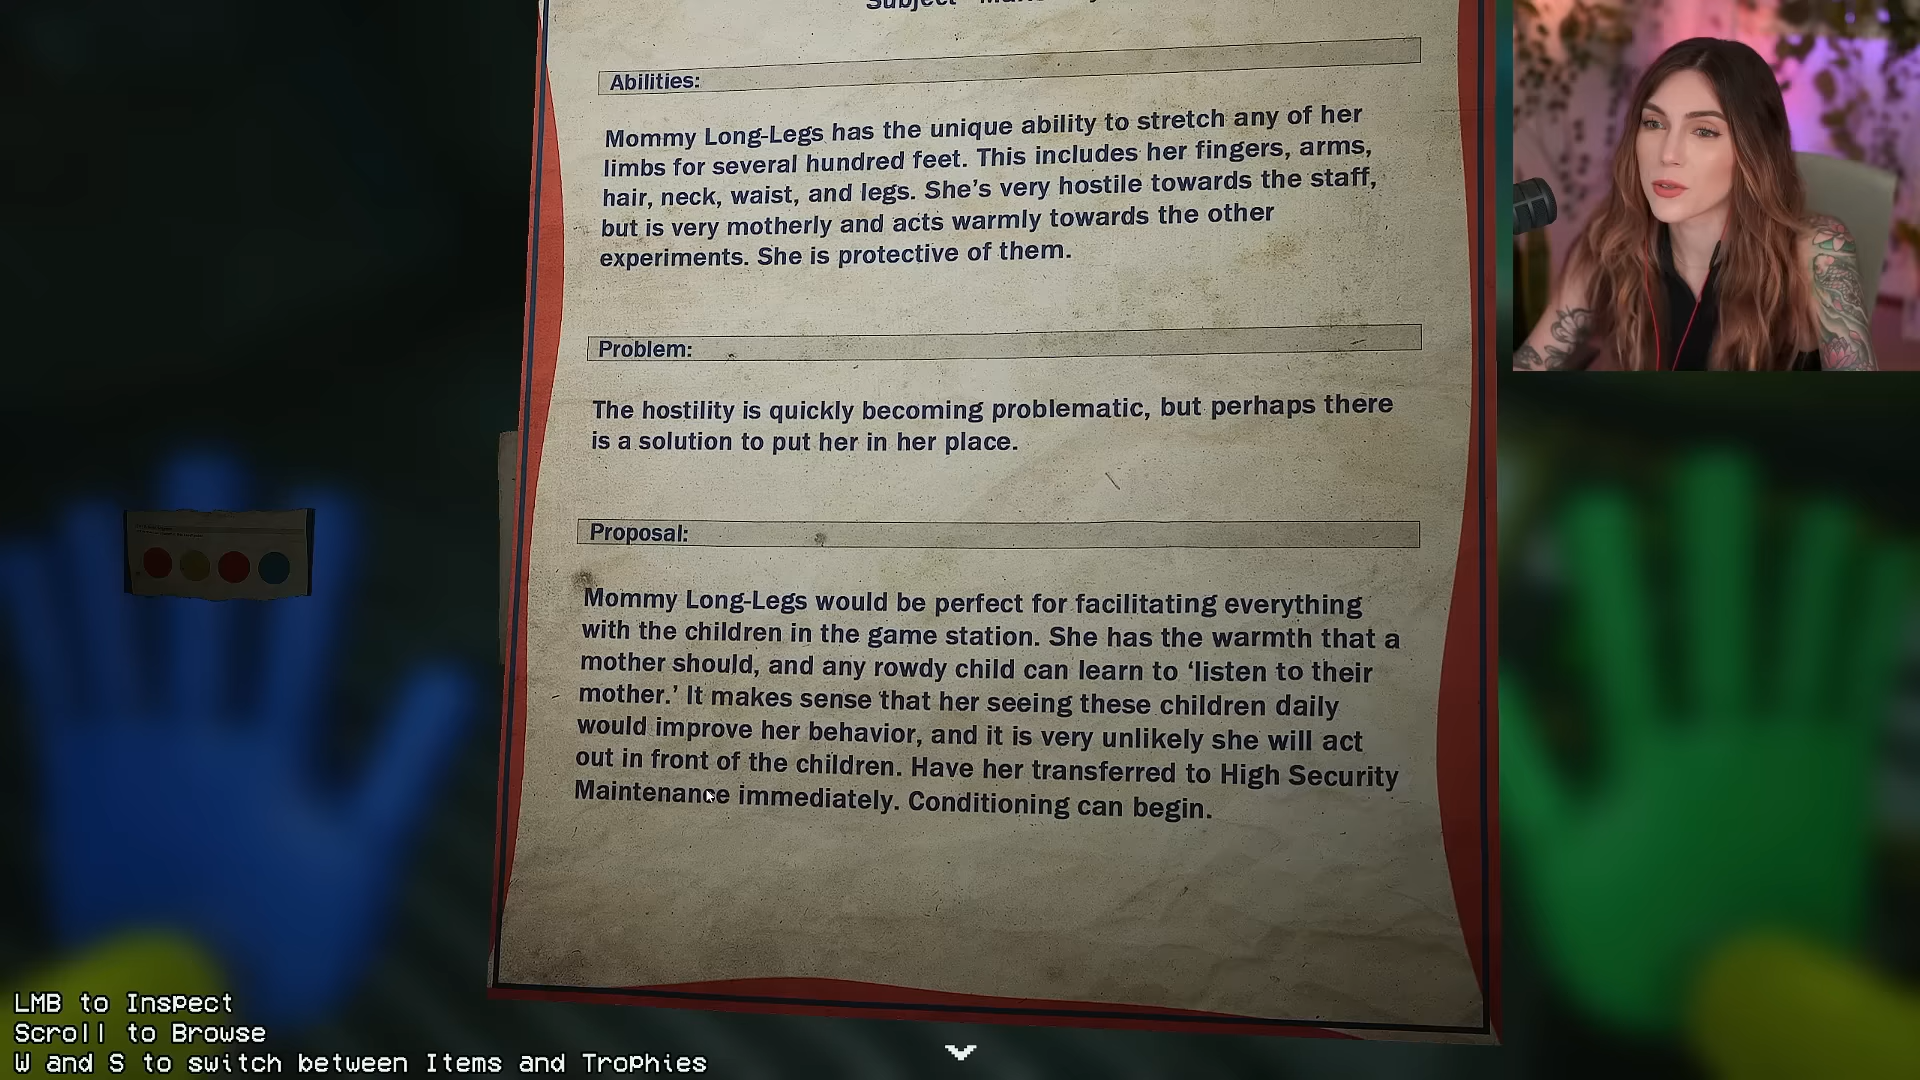 Subject
Abilities:
Mommy Long-Legs has the unique ability to stretch any of her
limbs for several hundred feet. This includes her fingers, arms,
hair, neck, waist, and legs. She's very hostile towards the staff,
but is very motherly and acts warmly towards the other
experiments. She is protective of them.
Problem:
The hostility is quickly becoming problematic, but perhaps there
is a solution to put her in her place.
Proposal:
Mommy Long-Legs would be perfect for facilitating everything
with the children in the game station. She has the warmth that a
mother should, and any rowdy child can learn to ‘listen to their
mother.’ It makes sense that her seeing these children daily
would improve her behavior, and it is very unlikely she will act
out in front of the children. Have her transferred to High Security
Maintenance immediately. Conditioning can begin.
LMB to Inspect
Scroll to Browse
W and S to switch between Items and Trophies